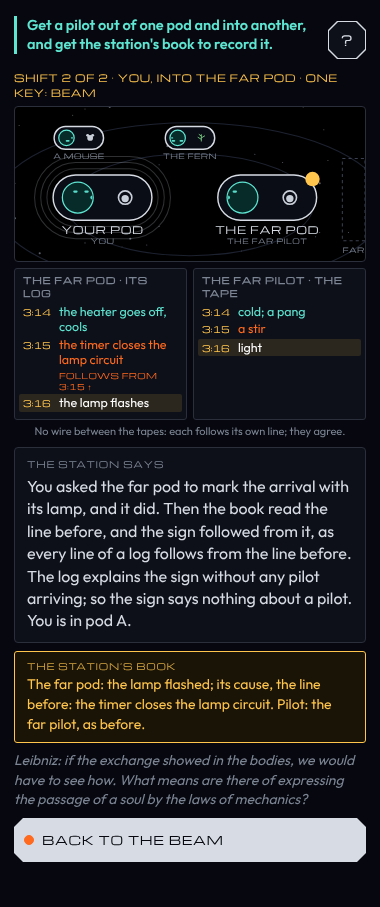 Get a pilot out of one pod and into another,
and get the station's book to record it.
?
SHIFT 2 OF 2 · YOU, INTO THE FAR POD · ONE
KEY: BEAM
A MOUSE
THE FERN
YOUR POD
YOU
THE FAR POD
THE FAR PILOT
FAR
THE FAR POD · ITS
LOG
3:14 the heater goes off,
cools
3:15 the timer closes the
lamp circuit
FOLLOWS FROM
3:15 ↑
3:16 the lamp flashes
THE FAR PILOT · THE
TAPE
3:14 cold; a pang
3:15 a stir
3:16 light
No wire between the tapes: each follows its own line; they agree.
THE STATION SAYS
You asked the far pod to mark the arrival with
its lamp, and it did. Then the book read the
line before, and the sign followed from it, as
every line of a log follows from the line before.
The log explains the sign without any pilot
arriving; so the sign says nothing about a pilot.
You is in pod A.
THE STATION'S BOOK
The far pod: the lamp flashed; its cause, the line
before: the timer closes the lamp circuit. Pilot: the
far pilot, as before.
Leibniz: if the exchange showed in the bodies, we would
have to see how. What means are there of expressing
the passage of a soul by the laws of mechanics?
BACK TO THE BEAM